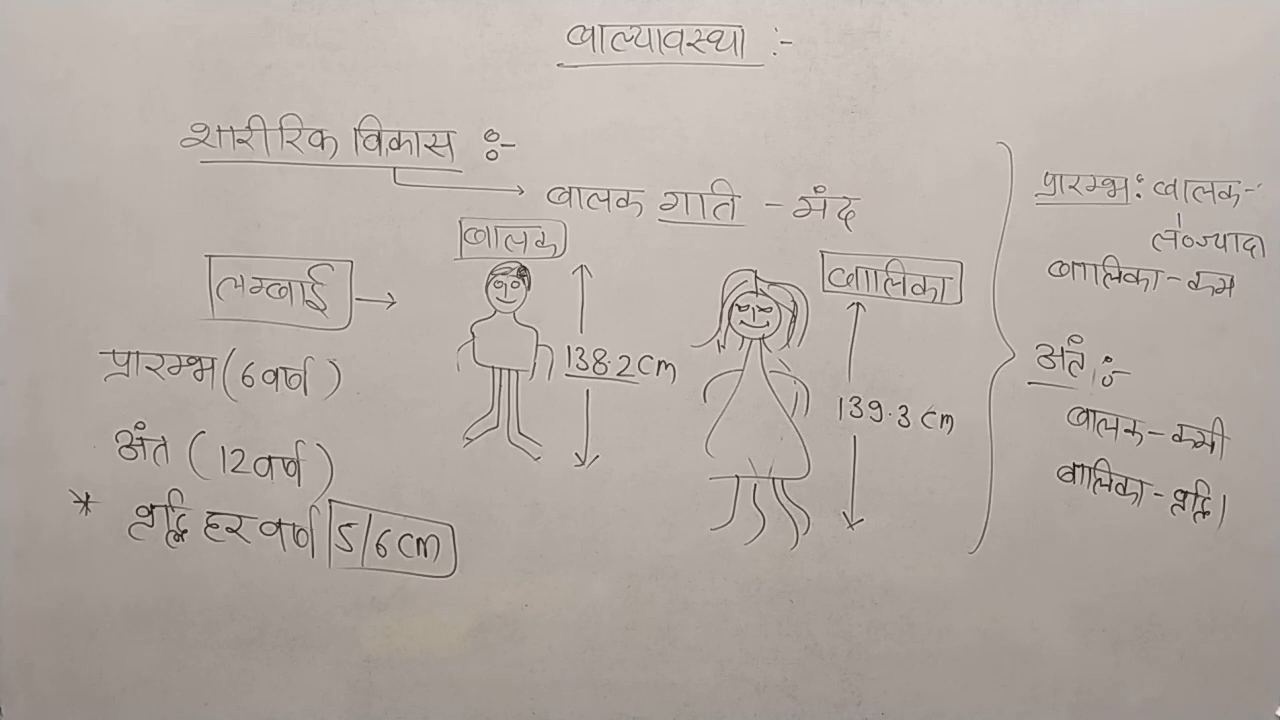 बाल्यावस्था :-
शारीरिक विकास :-
बालक गति - मंद
बालक
बालिका
लम्बाई →
138.2 cm
139.3 cm
प्रारम्भ (6 वर्ष)
अंत (12 वर्ष)
* वृद्धि हर वर्ष 5/6 cm
प्रारम्भ : बालक -
लं० ज्यादा
बालिका - कम
अंत :-
बालक - कमी
बालिका - वृद्धि।